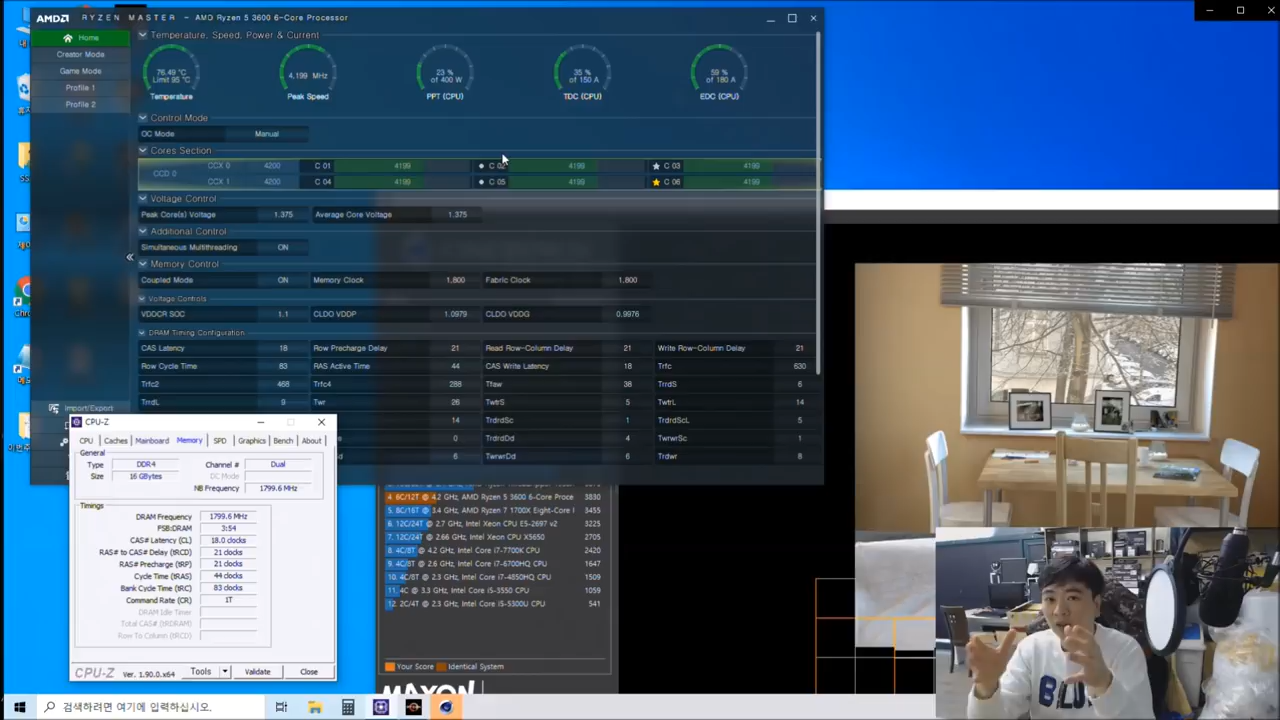 AMD RYZEN MASTER - AMD Ryzen 5 3600 6-Core Processor
Home
Creator Mode
Game Mode
Profile 1
Profile 2
Import/Export
Temperature, Speed, Power & Current
76.49 °C
Limit 95 °C
Temperature
4,199 MHz
Peak Speed
23 %
of 400 W
PPT (CPU)
35 %
of 150 A
TDC (CPU)
59 %
of 180 A
EDC (CPU)
Control Mode
OC Mode Manual
Cores Section
CCD 0
CCX 0 4200 C 01 4199 C 02 4199 C 03 4199
CCX 1 4200 C 04 4199 C 05 4199 C 06 4199
Voltage Control
Peak Core(s) Voltage 1.375 Average Core Voltage 1.375
Additional Control
Simultaneous Multithreading ON
Memory Control
Coupled Mode ON Memory Clock 1,800 Fabric Clock 1,800
Voltage Controls
VDDCR SOC 1.1 CLDO VDDP 1.0979 CLDO VDDG 0.9976
DRAM Timing Configuration
CAS Latency 18 Row Precharge Delay 21 Read Row-Column Delay 21 Write Row-Column Delay 21
Row Cycle Time 83 RAS Active Time 44 CAS Write Latency 18 Trfc 630
Trfc2 468 Trfc4 288 Tfaw 38 TrrdS 6
TrrdL 9 Twr 26 TwtrS 5 TwtrL 14
14 TrdrdSc 1 TrdrdScL 5
0 TrdrdDd 4 TwrwrSc 1
6 TwrwrDd 6 Trdwr 8
CPU-Z
CPU Caches Mainboard Memory SPD Graphics Bench About
General
Type DDR4 Channel # Dual
Size 16 GBytes DC Mode
NB Frequency 1799.6 MHz
Timings
DRAM Frequency 1799.6 MHz
FSB:DRAM 3:54
CAS# Latency (CL) 18.0 clocks
RAS# to CAS# Delay (tRCD) 21 clocks
RAS# Precharge (tRP) 21 clocks
Cycle Time (tRAS) 44 clocks
Bank Cycle Time (tRC) 83 clocks
Command Rate (CR) 1T
DRAM Idle Timer
Total CAS# (tRDRAM)
Row To Column (tRCD)
CPU-Z Ver. 1.90.0.x64 Tools Validate Close
4. 6C/12T @ 4.2 GHz, AMD Ryzen 5 3600 6-Core Proce 3830
5. 8C/16T @ 3.4 GHz, AMD Ryzen 7 1700X Eight-Core 3455
6. 12C/24T @ 2.7 GHz, Intel Xeon CPU E5-2697 v2 3225
7. 12C/24T @ 2.66 GHz, Intel Xeon CPU X5650 2705
8. 4C/8T @ 4.2 GHz, Intel Core i7-7700K CPU 2420
9. 4C/8T @ 2.6 GHz, Intel Core i7-6700HQ CPU 1647
10. 4C/8T @ 2.3 GHz, Intel Core i7-4850HQ CPU 1509
11. 4C @ 3.3 GHz, Intel Core i5-3550 CPU 1059
12. 2C/4T @ 2.3 GHz, Intel Core i5-5300U CPU 541
Your Score Identical System
MAXON
검색하려면 여기에 입력하십시오.